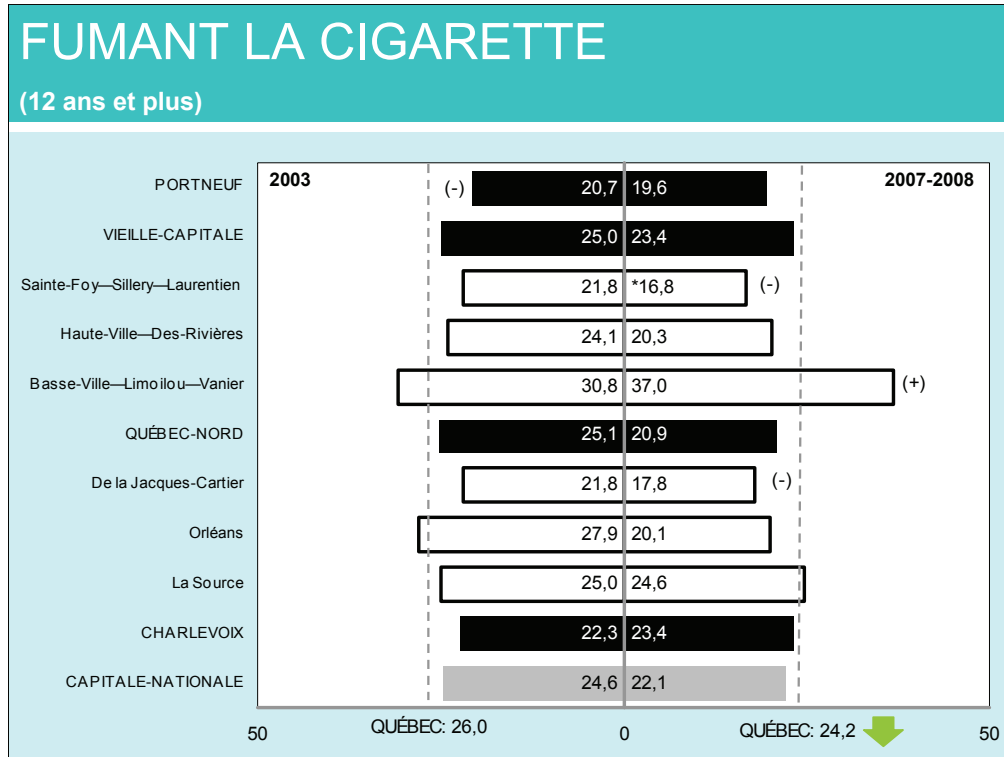 FUMANT LA CIGARETTE
(12 ans et plus)
2003 2007-2008
PORTNEUF (-) 20,7 19,6
VIEILLE-CAPITALE 25,0 23,4
Sainte-Foy—Sillery—Laurentien 21,8 *16,8 (-)
Haute-Ville—Des-Rivières 24,1 20,3
Basse-Ville—Limoilou—Vanier 30,8 37,0 (+)
QUÉBEC-NORD 25,1 20,9
De la Jacques-Cartier 21,8 17,8 (-)
Orléans 27,9 20,1
La Source 25,0 24,6
CHARLEVOIX 22,3 23,4
CAPITALE-NATIONALE 24,6 22,1
50 QUÉBEC: 26,0 0 QUÉBEC: 24,2 50